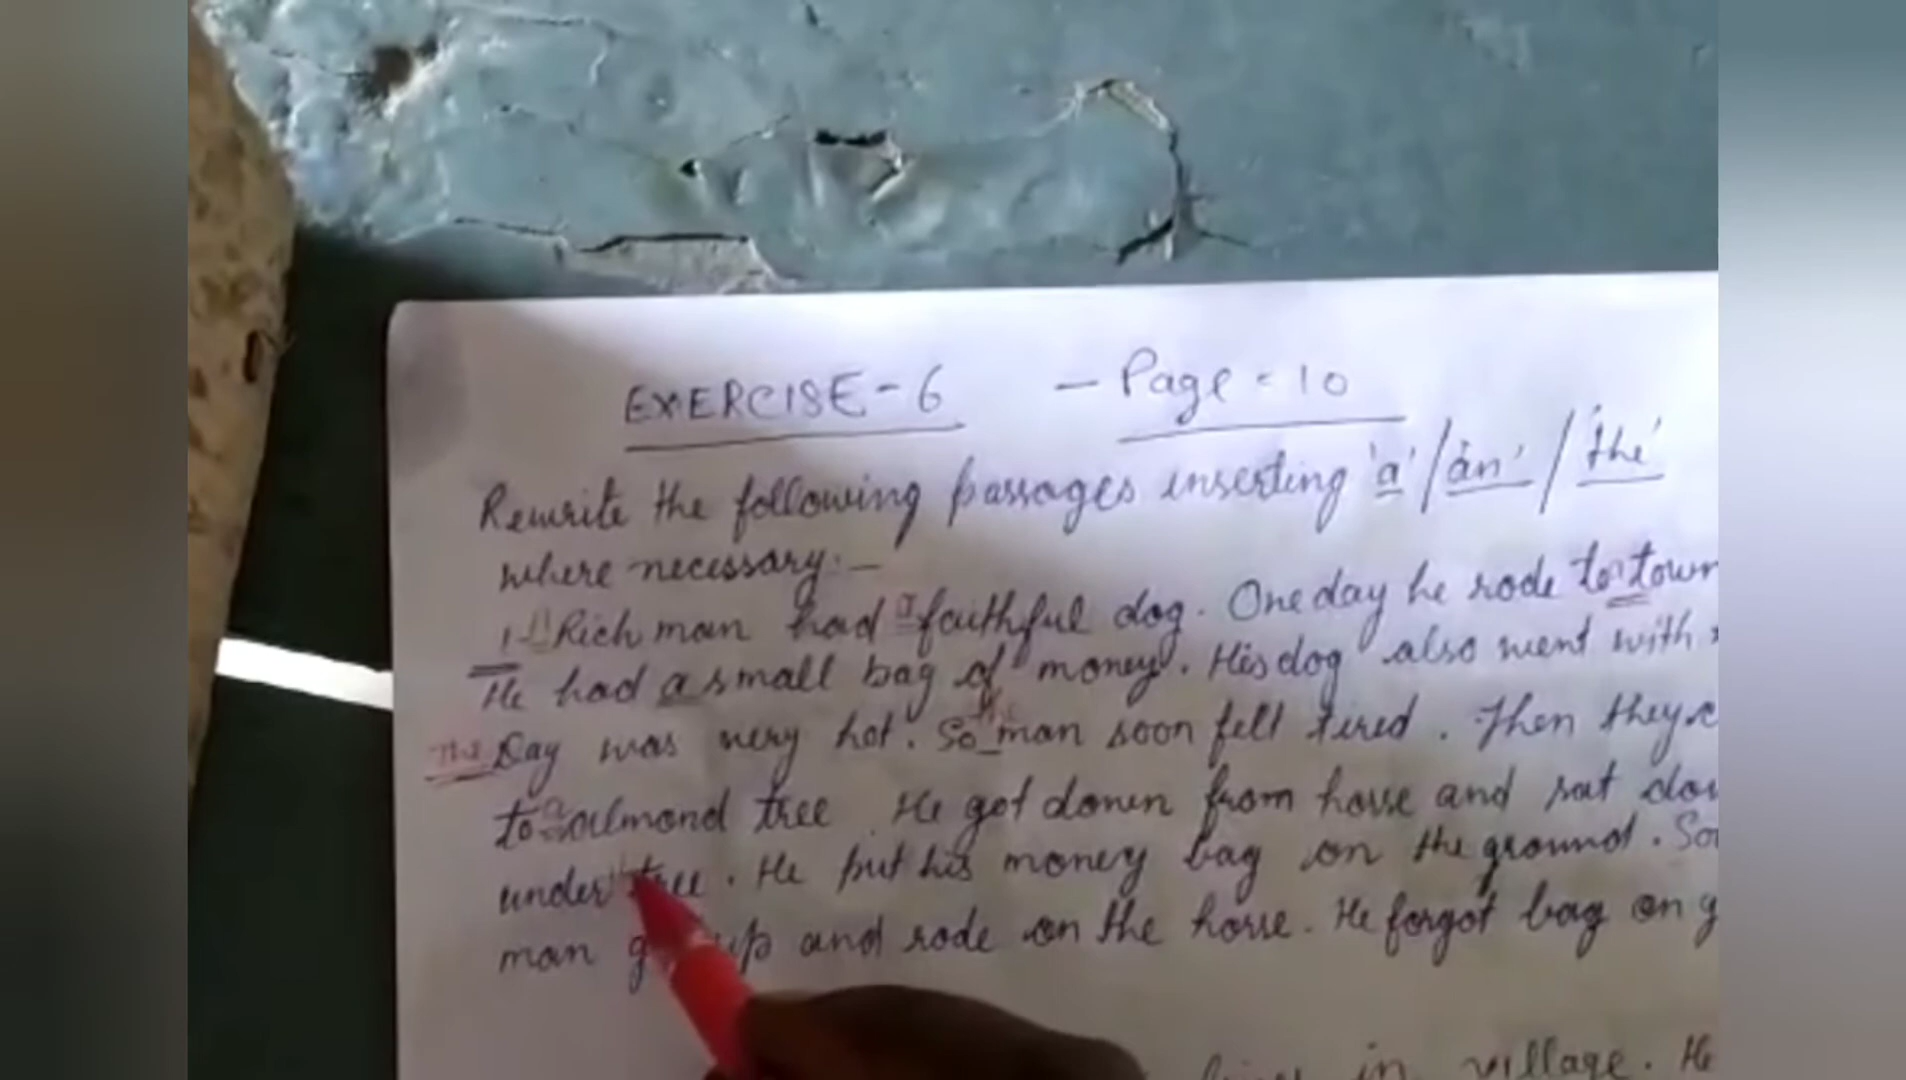 EXERCISE - 6 - Page = 10
Rewrite the following passages inserting 'a' / 'an' / 'the'
where necessary. —
1. A Rich man had a faithful dog. One day he rode to town
He had a small bag of money. His dog also went with
The Day was very hot. So the man soon felt tired. Then they
to almond tree. He got down from horse and sat
under tree. He put his money bag on the ground.
man up and rode on the horse. He forgot bag on
in village. He